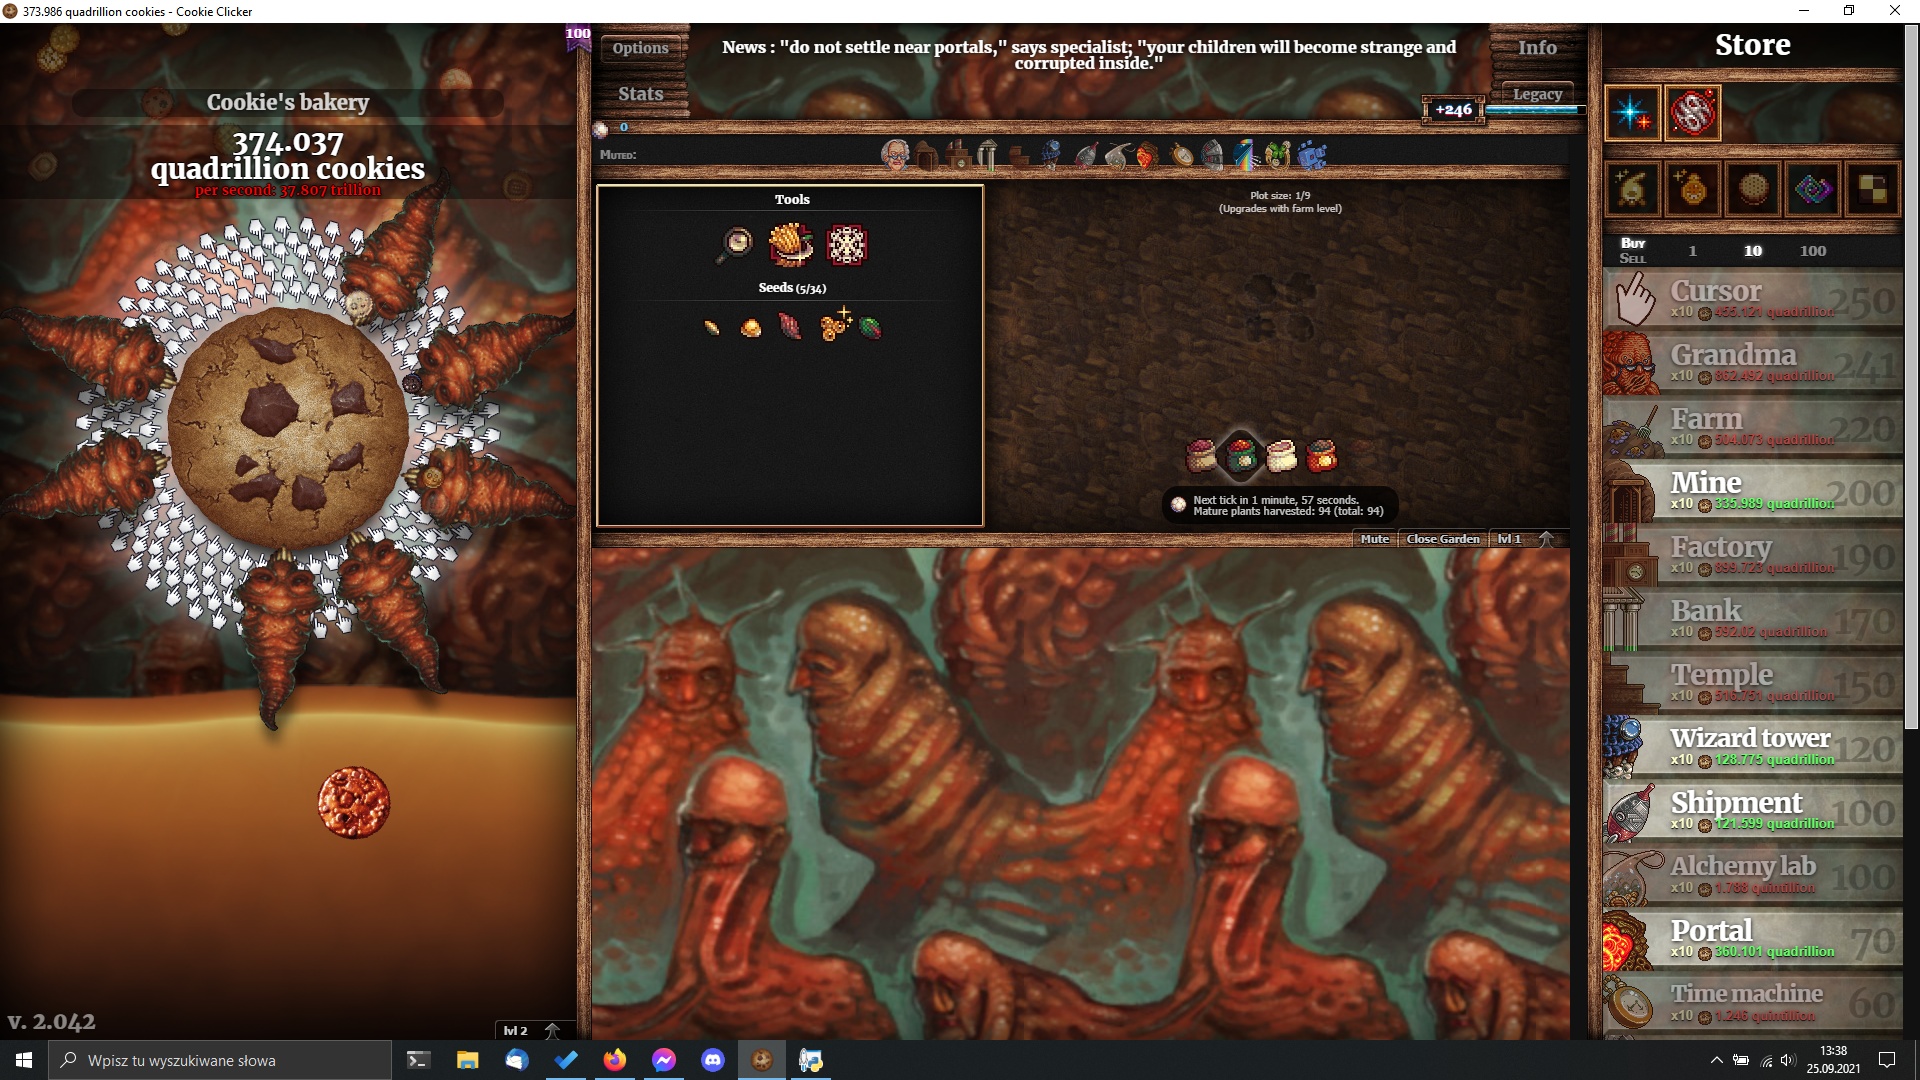 373.986 quadrillion cookies - Cookie Clicker
Cookie's bakery
374.037
quadrillion cookies
per second: 37.807 trillion
100
Options
Stats
News : "do not settle near portals," says specialist; "your children will become strange and
corrupted inside."
Info
Legacy
+246
0
Muted:
Tools
Seeds (5/34)
Plot size: 1/9
(Upgrades with farm level)
Next tick in 1 minute, 57 seconds.
Mature plants harvested: 94 (total: 94)
Mute
Close Garden
lvl 1
v. 2.042
lvl 2
Store
Buy
Sell
1
10
100
Cursor
250
x10 455.121 quadrillion
Grandma
241
x10 862.492 quadrillion
Farm
220
x10 504.073 quadrillion
Mine
200
x10 335.989 quadrillion
Factory
190
x10 899.723 quadrillion
Bank
170
x10 592.02 quadrillion
Temple
150
x10 516.751 quadrillion
Wizard tower
120
x10 128.775 quadrillion
Shipment
100
x10 121.599 quadrillion
Alchemy lab
100
x10 1.788 quintillion
Portal
70
x10 360.101 quadrillion
Time machine
60
x10 1.246 quintillion
Wpisz tu wyszukiwane słowa
13:38
25.09.2021